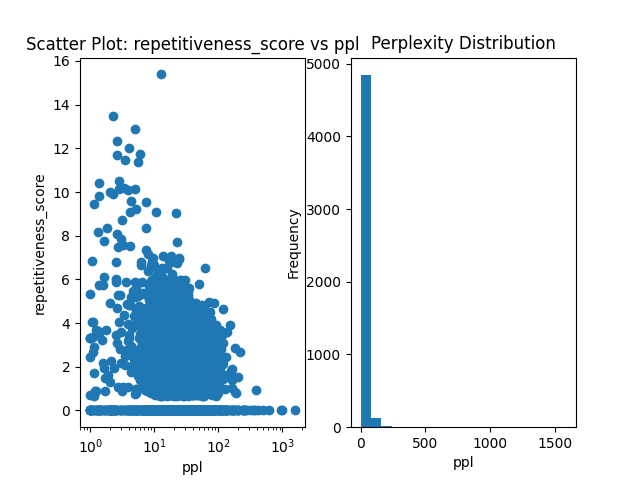 Scatter Plot: repetitiveness_score vs ppl
16
14
12
10
8
6
4
2
0
repetitiveness_score
10⁰ 10¹ 10² 10³
ppl
Perplexity Distribution
5000
4000
3000
2000
1000
0
Frequency
0 500 1000 1500
ppl